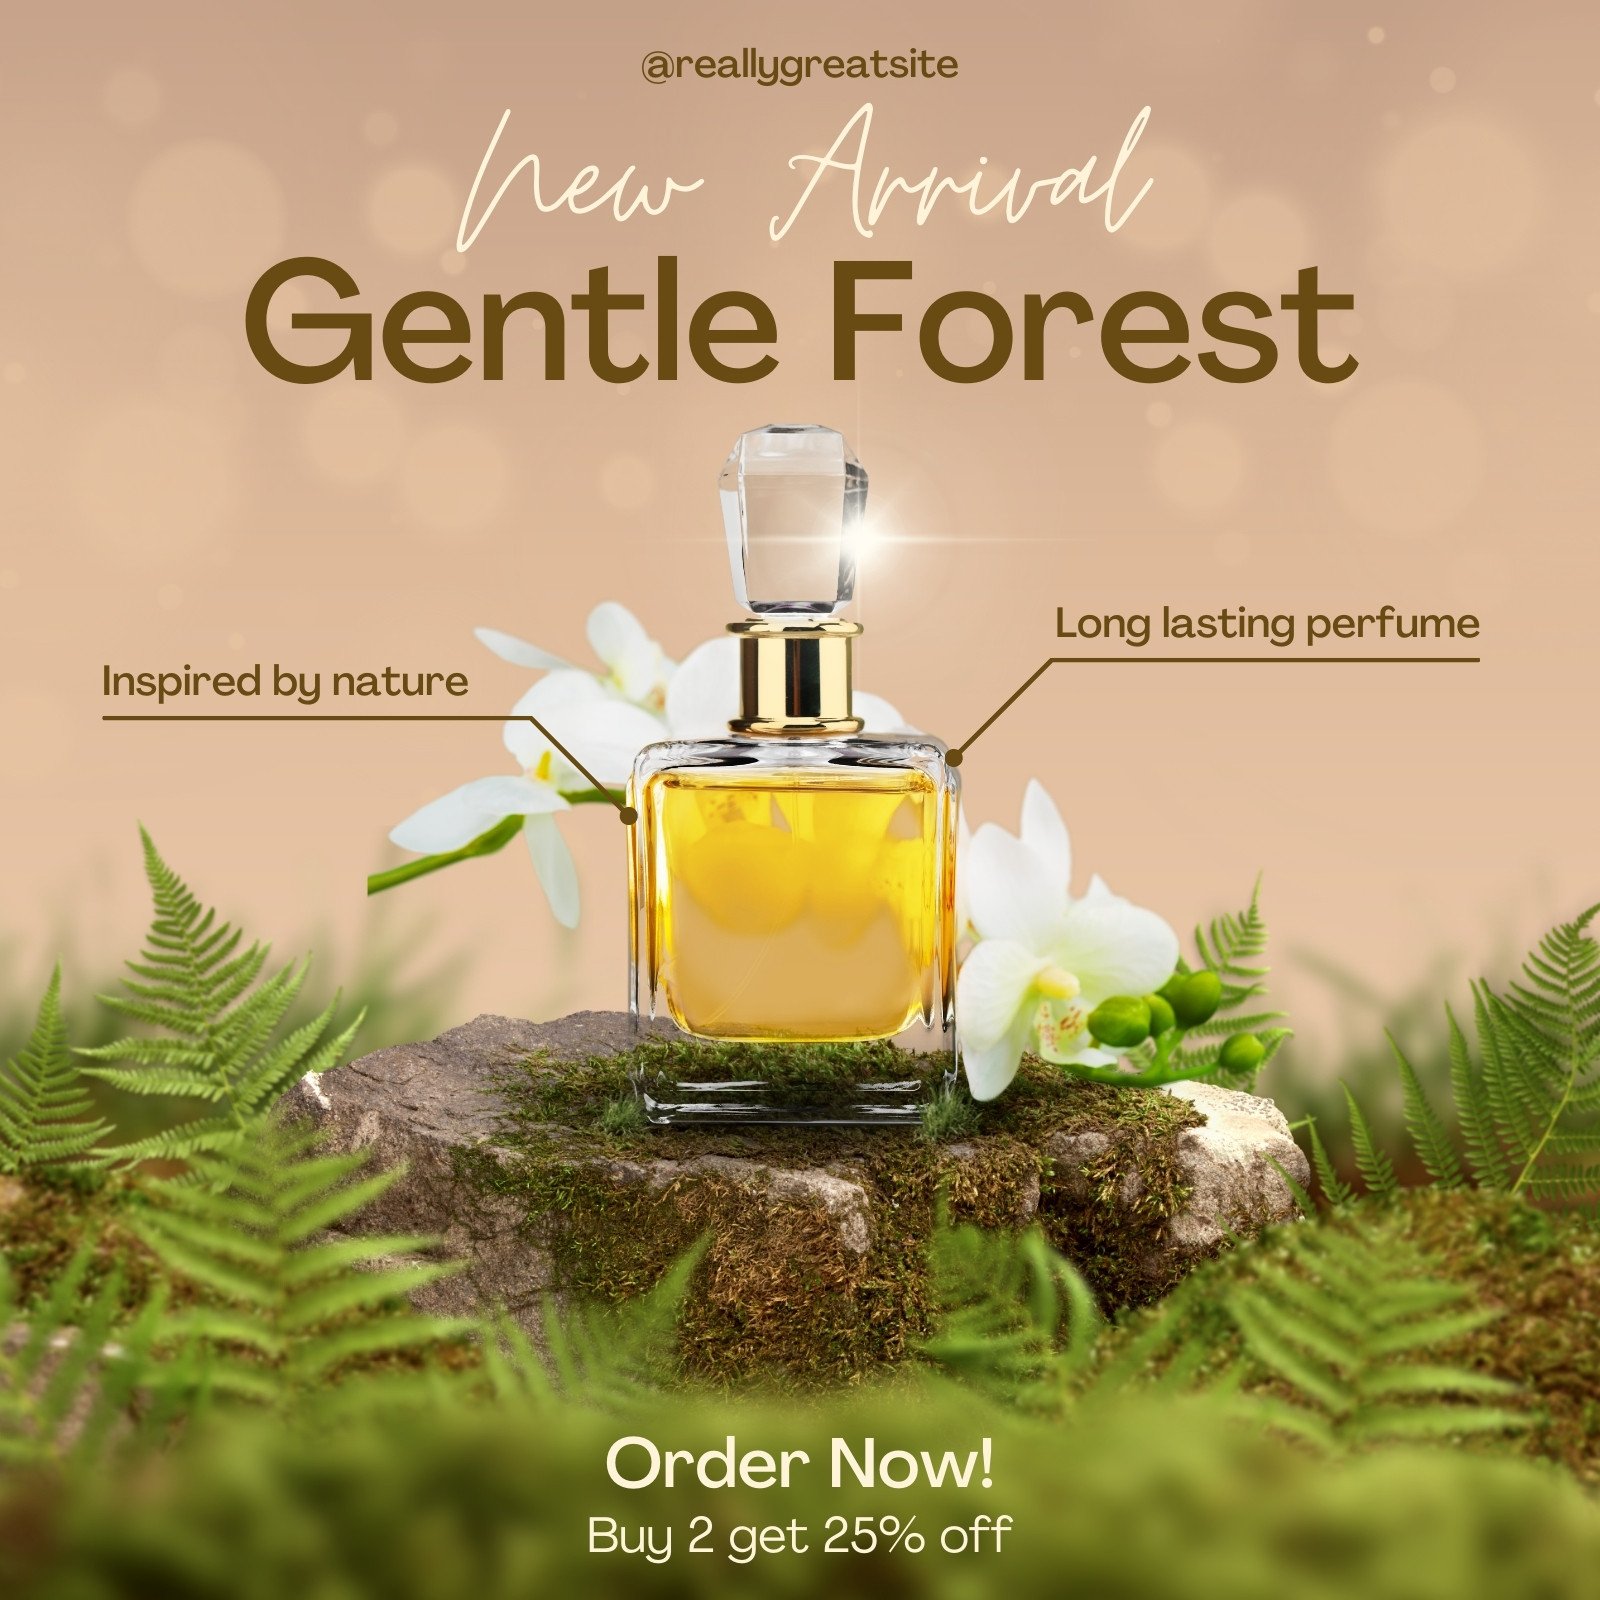 @reallygreatsite
New Arrival
Gentle Forest
Long lasting perfume
Inspired by nature
Order Now!
Buy 2 get 25% off